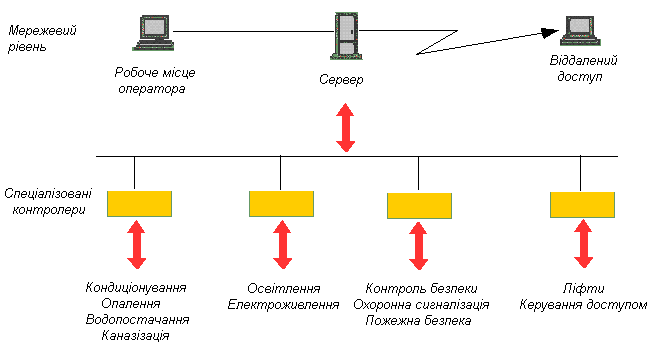 Мережевий
рівень
Робоче місце
оператора
Сервер
Віддалений
доступ
Спеціалізовані
контролери
Кондиціонування
Опалення
Водопостачання
Каназізація
Освітлення
Електроживлення
Контроль безпеки
Охоронна сигналізація
Пожежна безпека
Ліфти
Керування доступом